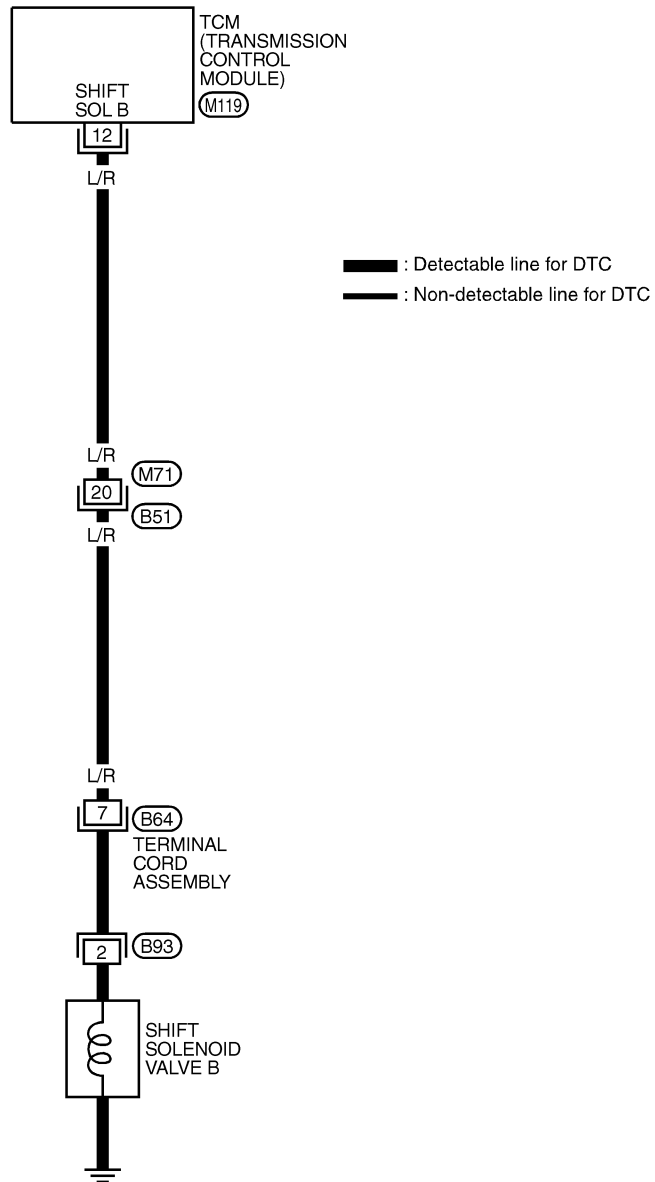 TCM
(TRANSMISSION
CONTROL
MODULE)
M119
SHIFT
SOL B
12
L/R
: Detectable line for DTC
: Non-detectable line for DTC
L/R
M71
20
B51
L/R
L/R
7
B64
TERMINAL
CORD
ASSEMBLY
2
B93
SHIFT
SOLENOID
VALVE B